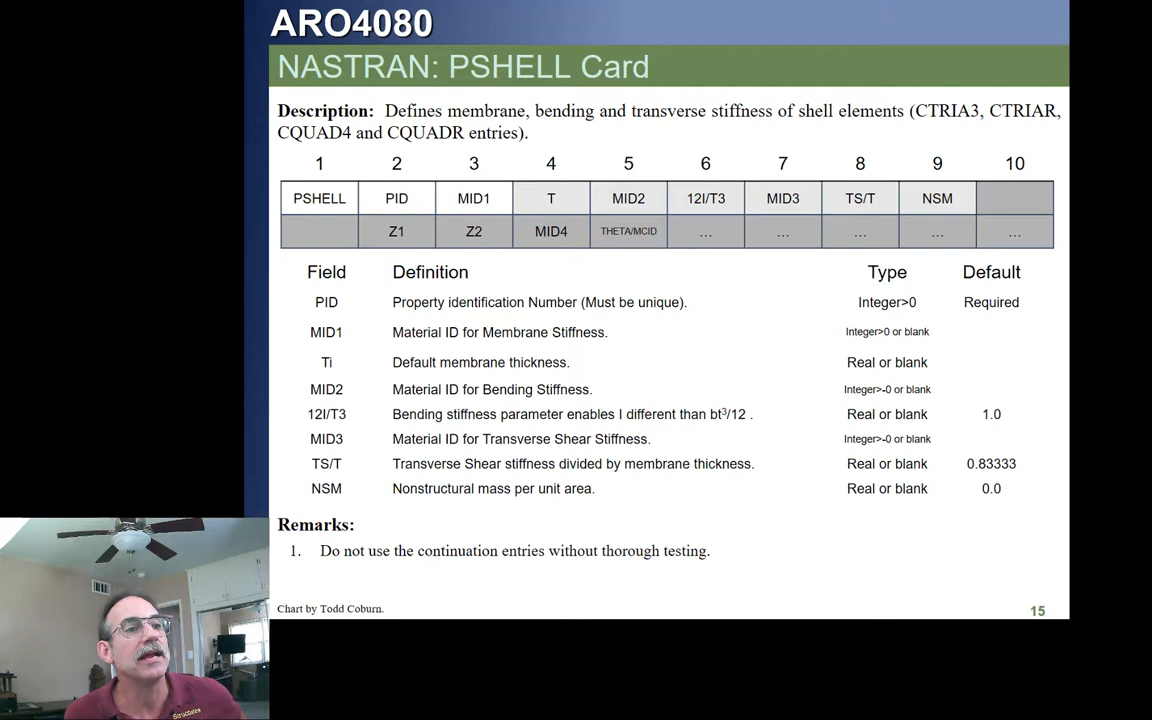 ARO4080
NASTRAN: PSHELL Card
Description: Defines membrane, bending and transverse stiffness of shell elements (CTRIA3, CTRIAR,
CQUAD4 and CQUADR entries).
1 2 3 4 5 6 7 8 9 10
PSHELL PID MID1 T MID2 12I/T3 MID3 TS/T NSM
Z1 Z2 MID4 THETA/MCID ... ... ... ... ...
Field Definition Type Default
PID Property identification Number (Must be unique). Integer>0 Required
MID1 Material ID for Membrane Stiffness. Integer>0 or blank
Ti Default membrane thickness. Real or blank
MID2 Material ID for Bending Stiffness. Integer>-0 or blank
12I/T3 Bending stiffness parameter enables I different than bt³/12 . Real or blank 1.0
MID3 Material ID for Transverse Shear Stiffness. Integer>-0 or blank
TS/T Transverse Shear stiffness divided by membrane thickness. Real or blank 0.83333
NSM Nonstructural mass per unit area. Real or blank 0.0
Remarks:
1. Do not use the continuation entries without thorough testing.
Chart by Todd Coburn.
15
Structures